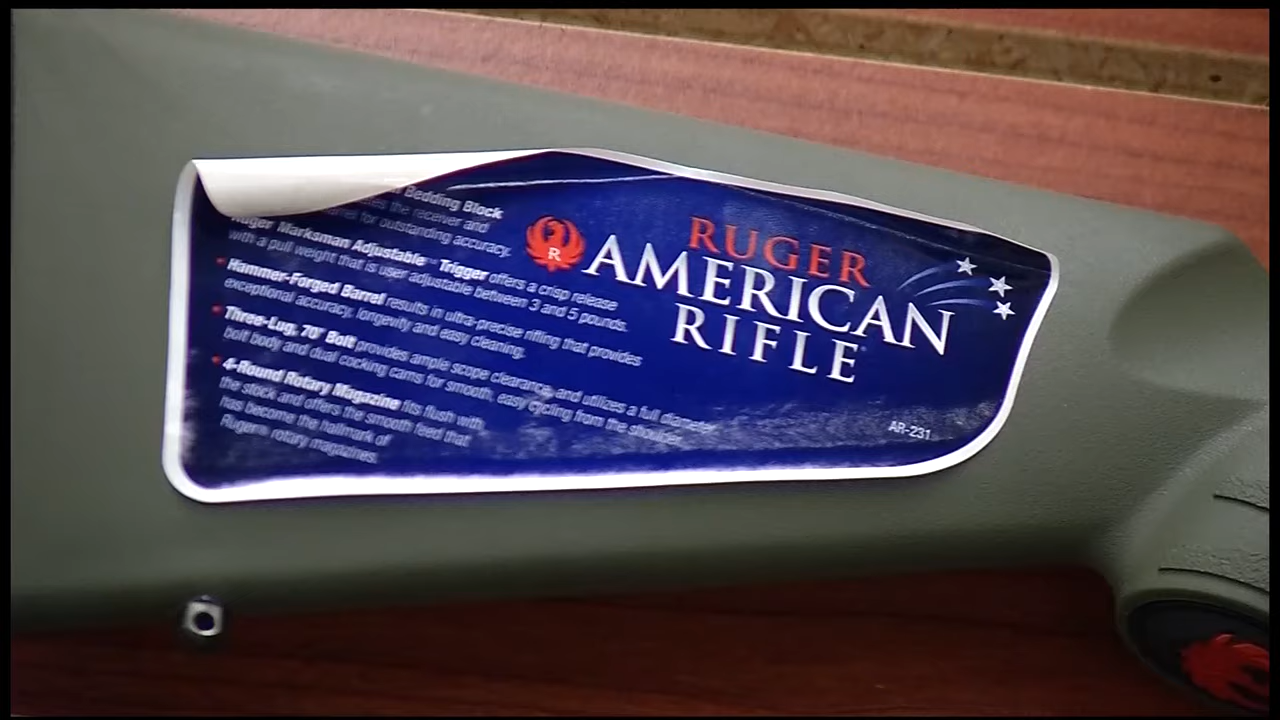 Bedding Block
the receiver and
for outstanding accuracy.
Ruger Marksman Adjustable™ Trigger offers a crisp release
with a pull weight that is user adjustable between 3 and 5 pounds.
• Hammer-Forged Barrel results in ultra-precise rifling that provides
exceptional accuracy, longevity and easy cleaning.
• Three-Lug, 70° Bolt provides ample scope clearance and utilizes a full diameter
bolt body and dual cocking cams for smooth, easy cycling from the shoulder.
• 4-Round Rotary Magazine fits flush with
the stock and offers the smooth feed that
has become the hallmark of
Ruger rotary magazines.
R
RUGER
AMERICAN
RIFLE®
AR-231